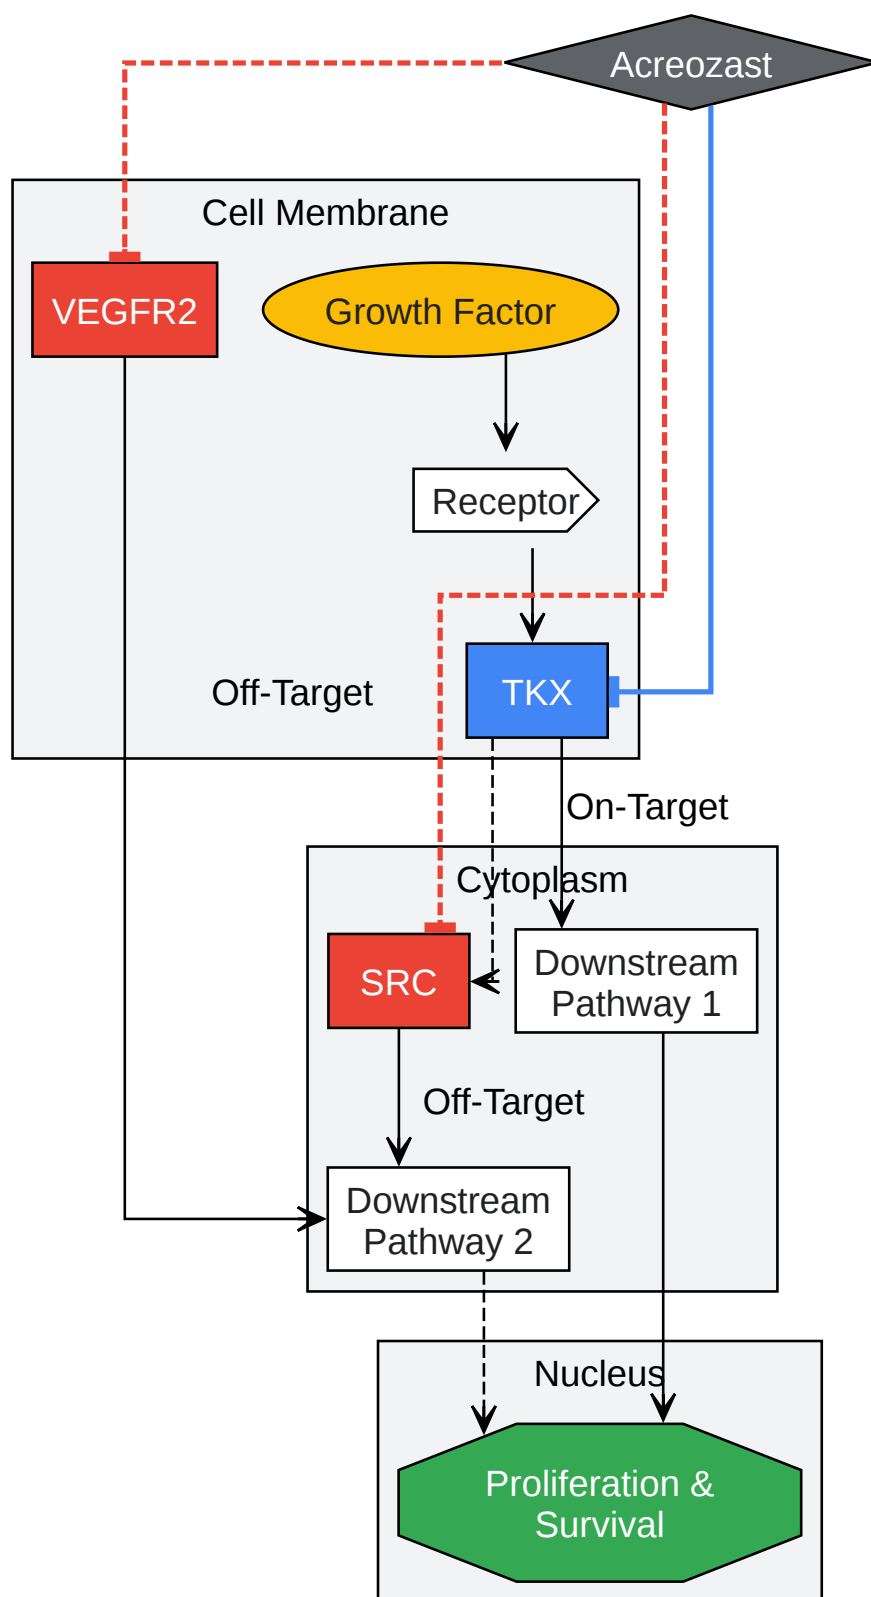 Acreozast
Cell Membrane
VEGFR2
Growth Factor
Receptor
Off-Target
TKX
On-Target
Cytoplasm
SRC
Downstream
Pathway 1
Off-Target
Downstream
Pathway 2
Nucleus
Proliferation &
Survival